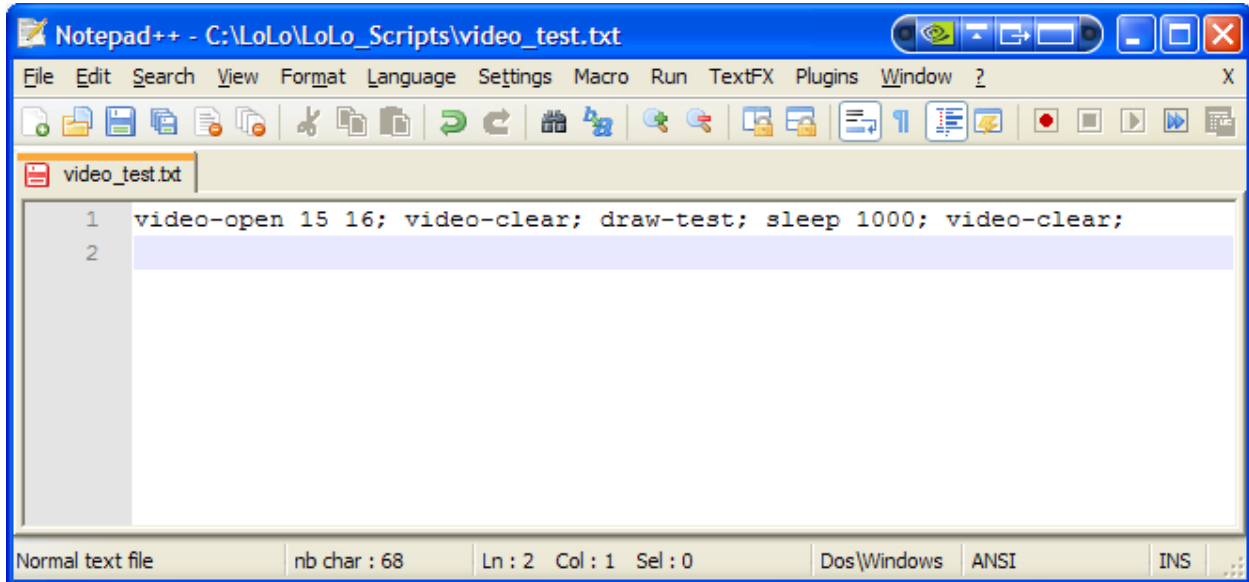 Notepad++ - C:\LoLo\LoLo_Scripts\video_test.txt
File Edit Search View Format Language Settings Macro Run TextFX Plugins Window ? X
video_test.txt
1 video-open 15 16; video-clear; draw-test; sleep 1000; video-clear;
2
Normal text file nb char : 68 Ln : 2 Col : 1 Sel : 0 Dos\Windows ANSI INS